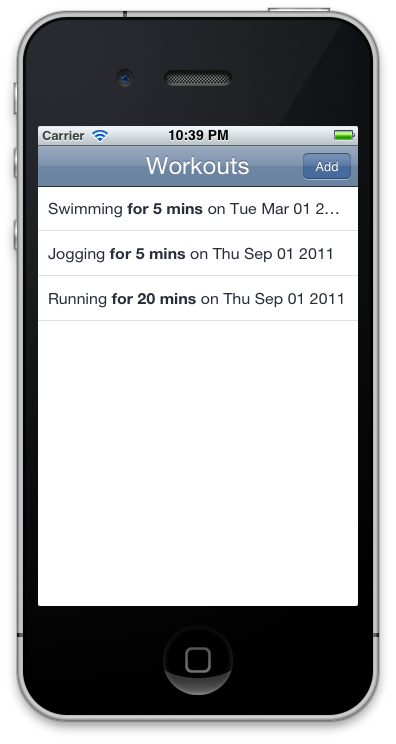 Carrier 10:39 PM
Workouts Add
Swimming for 5 mins on Tue Mar 01 2…
Jogging for 5 mins on Thu Sep 01 2011
Running for 20 mins on Thu Sep 01 2011